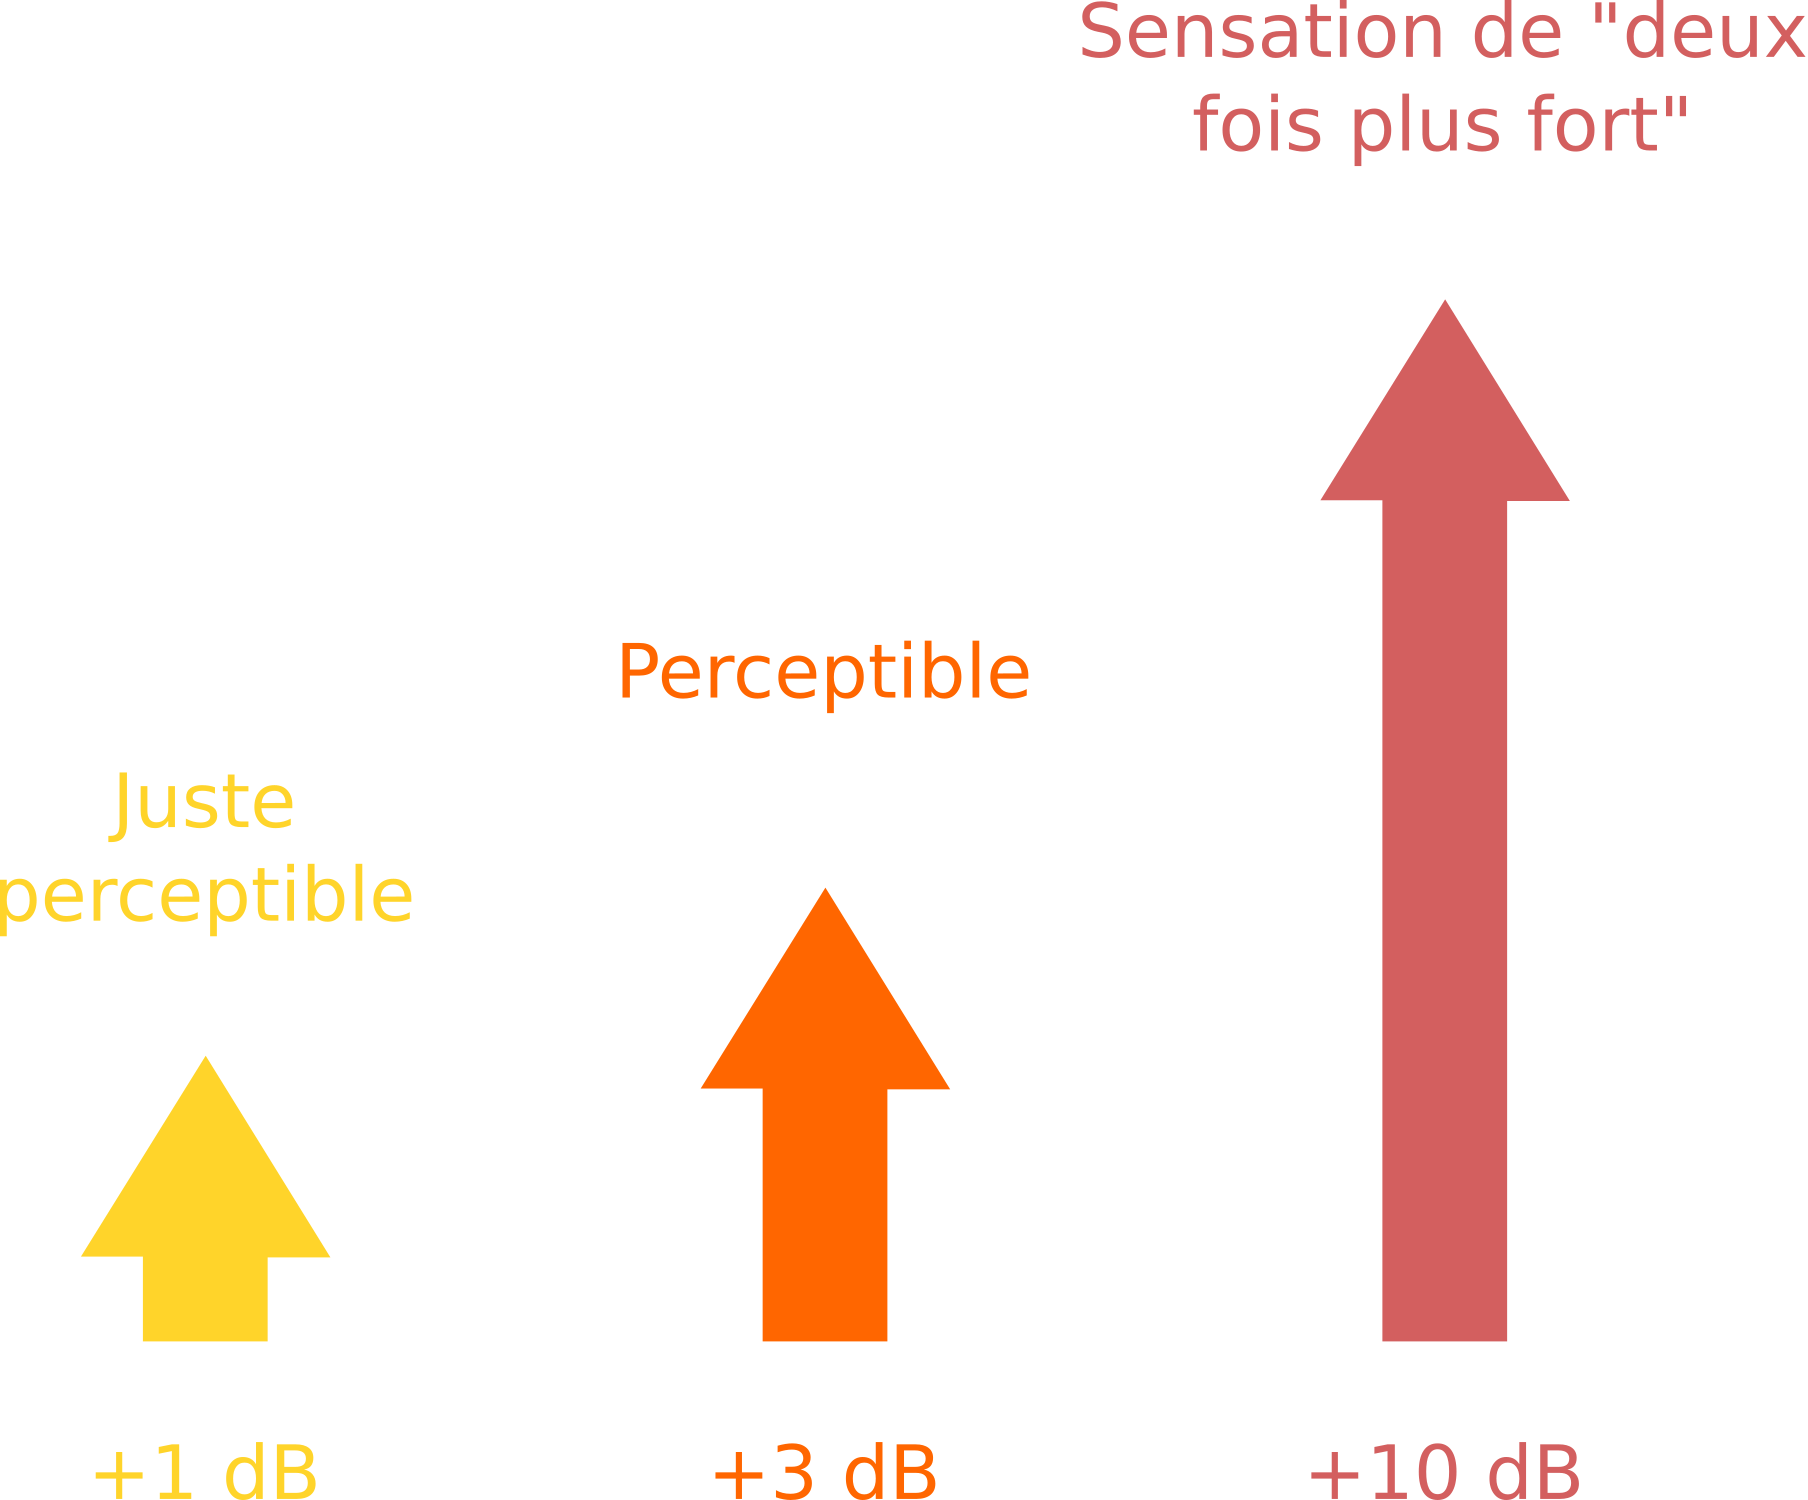 Sensation de "deux
fois plus fort"
Perceptible
Juste
perceptible
+1 dB
+3 dB
+10 dB